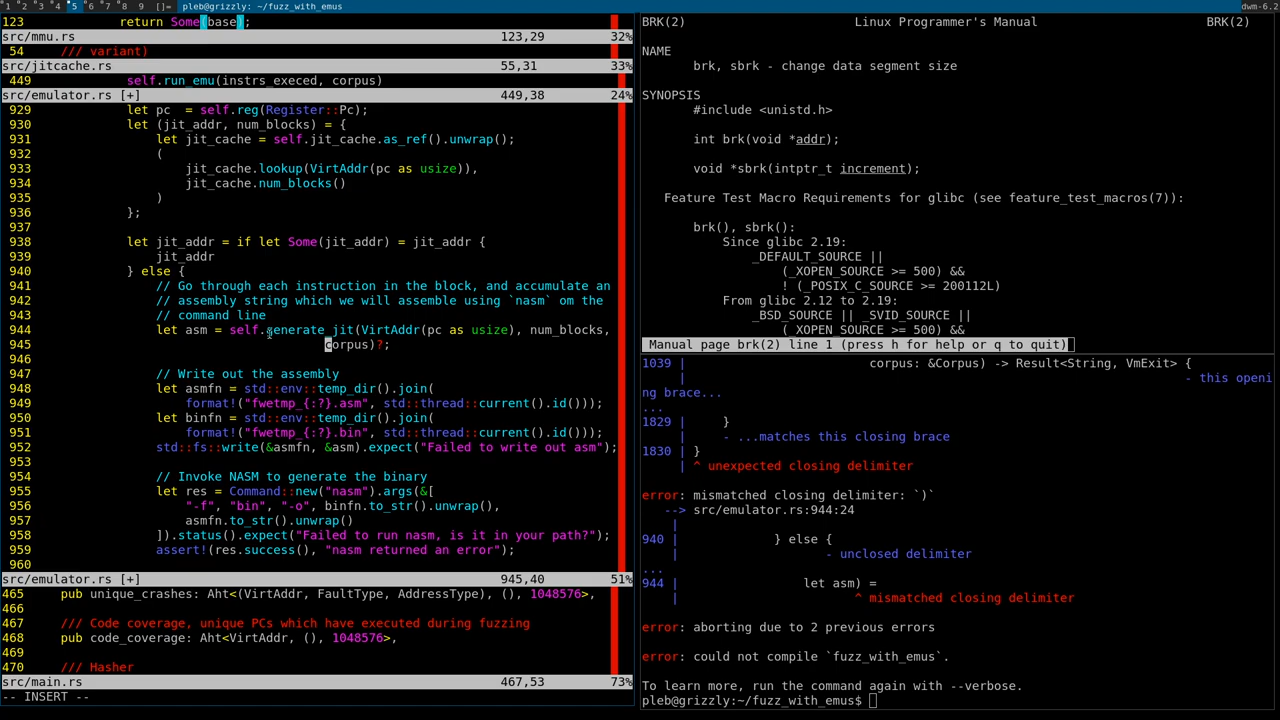 1 2 3 4 5 6 7 8 9 []= pleb@grizzly: ~/fuzz_with_emus dwm-6.2
123 return Some(base);
src/mmu.rs 123,29 32%
54 /// variant)
src/jitcache.rs 55,31 33%
449 self.run_emu(instrs_execed, corpus)
src/emulator.rs [+] 449,38 24%
929 let pc = self.reg(Register::Pc);
930 let (jit_addr, num_blocks) = {
931 let jit_cache = self.jit_cache.as_ref().unwrap();
932 (
933 jit_cache.lookup(VirtAddr(pc as usize)),
934 jit_cache.num_blocks()
935 )
936 };
937
938 let jit_addr = if let Some(jit_addr) = jit_addr {
939 jit_addr
940 } else {
941 // Go through each instruction in the block, and accumulate an
942 // assembly string which we will assemble using `nasm` om the
943 // command line
944 let asm = self.generate_jit(VirtAddr(pc as usize), num_blocks,
945 corpus)?;
946
947 // Write out the assembly
948 let asmfn = std::env::temp_dir().join(
949 format!("fwetmp_{:?}.asm", std::thread::current().id()));
950 let binfn = std::env::temp_dir().join(
951 format!("fwetmp_{:?}.bin", std::thread::current().id()));
952 std::fs::write(&asmfn, &asm).expect("Failed to write out asm");
953
954 // Invoke NASM to generate the binary
955 let res = Command::new("nasm").args(&[
956 "-f", "bin", "-o", binfn.to_str().unwrap(),
957 asmfn.to_str().unwrap()
958 ]).status().expect("Failed to run nasm, is it in your path?");
959 assert!(res.success(), "nasm returned an error");
960
src/emulator.rs [+] 945,40 51%
465 pub unique_crashes: Aht<(VirtAddr, FaultType, AddressType), (), 1048576>,
466
467 /// Code coverage, unique PCs which have executed during fuzzing
468 pub code_coverage: Aht<VirtAddr, (), 1048576>,
469
470 /// Hasher
src/main.rs 467,53 73%
-- INSERT --
BRK(2) Linux Programmer's Manual BRK(2)
NAME
brk, sbrk - change data segment size
SYNOPSIS
#include <unistd.h>
int brk(void *addr);
void *sbrk(intptr_t increment);
Feature Test Macro Requirements for glibc (see feature_test_macros(7)):
brk(), sbrk():
Since glibc 2.19:
_DEFAULT_SOURCE ||
(_XOPEN_SOURCE >= 500) &&
! (_POSIX_C_SOURCE >= 200112L)
From glibc 2.12 to 2.19:
_BSD_SOURCE || _SVID_SOURCE ||
(_XOPEN_SOURCE >= 500) &&
Manual page brk(2) line 1 (press h for help or q to quit)
1039 | corpus: &Corpus) -> Result<String, VmExit> {
| - this openi
ng brace...
...
1829 | }
| - ...matches this closing brace
1830 | }
| ^ unexpected closing delimiter
error: mismatched closing delimiter: `)`
--> src/emulator.rs:944:24
|
940 | } else {
| - unclosed delimiter
...
944 | let asm) =
| ^ mismatched closing delimiter
error: aborting due to 2 previous errors
error: could not compile `fuzz_with_emus`.
To learn more, run the command again with --verbose.
pleb@grizzly:~/fuzz_with_emus$